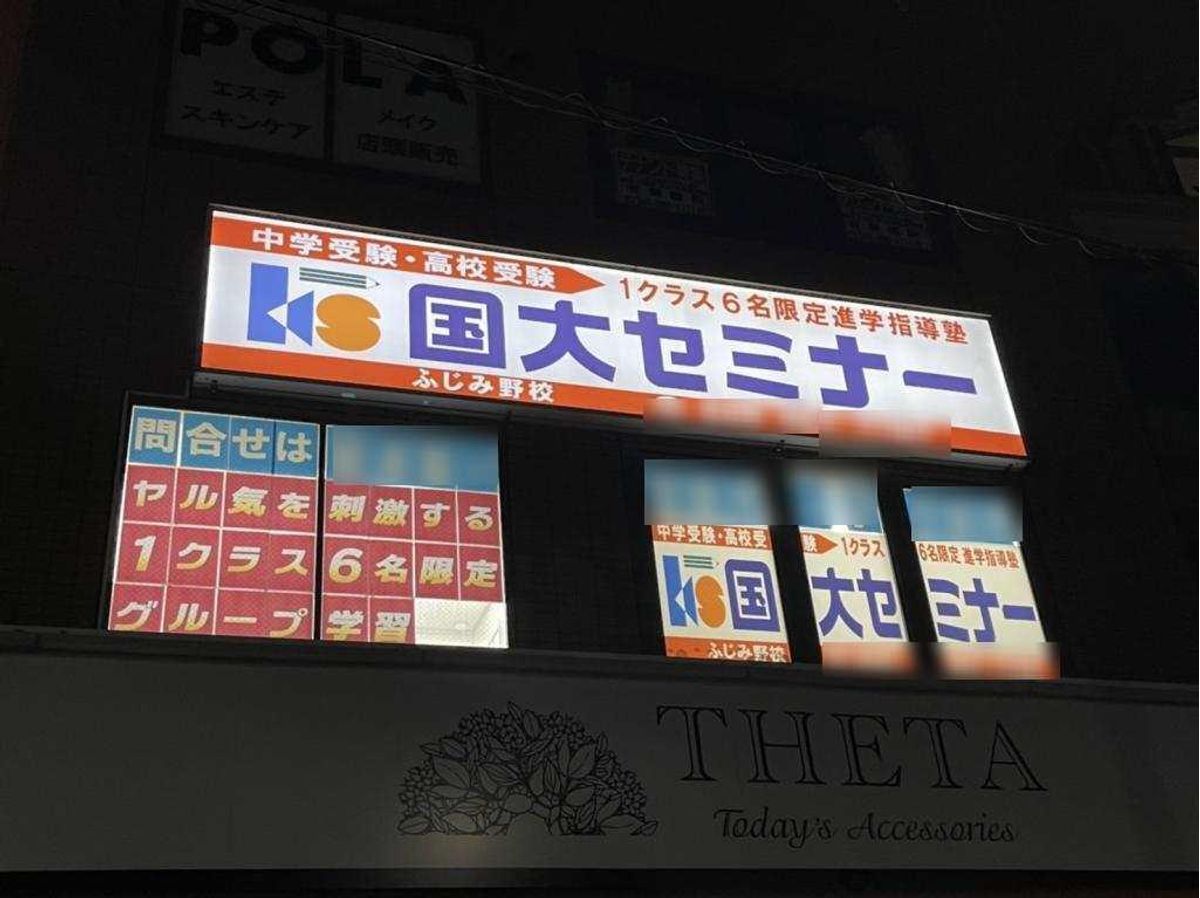 POLA
エステ
スキンケア
メイク
店頭販売
中学受験・高校受験
1クラス6名限定進学指導塾
KS
国大セミナー
ふじみ野校
問合せは
ヤル気を刺激する
1クラス6名限定
グループ学習
中学受験・高校受
験
1クラス
6名限定 進学指導塾
KS
国大セミナー
ふじみ野校
THETA
Today's Accessories